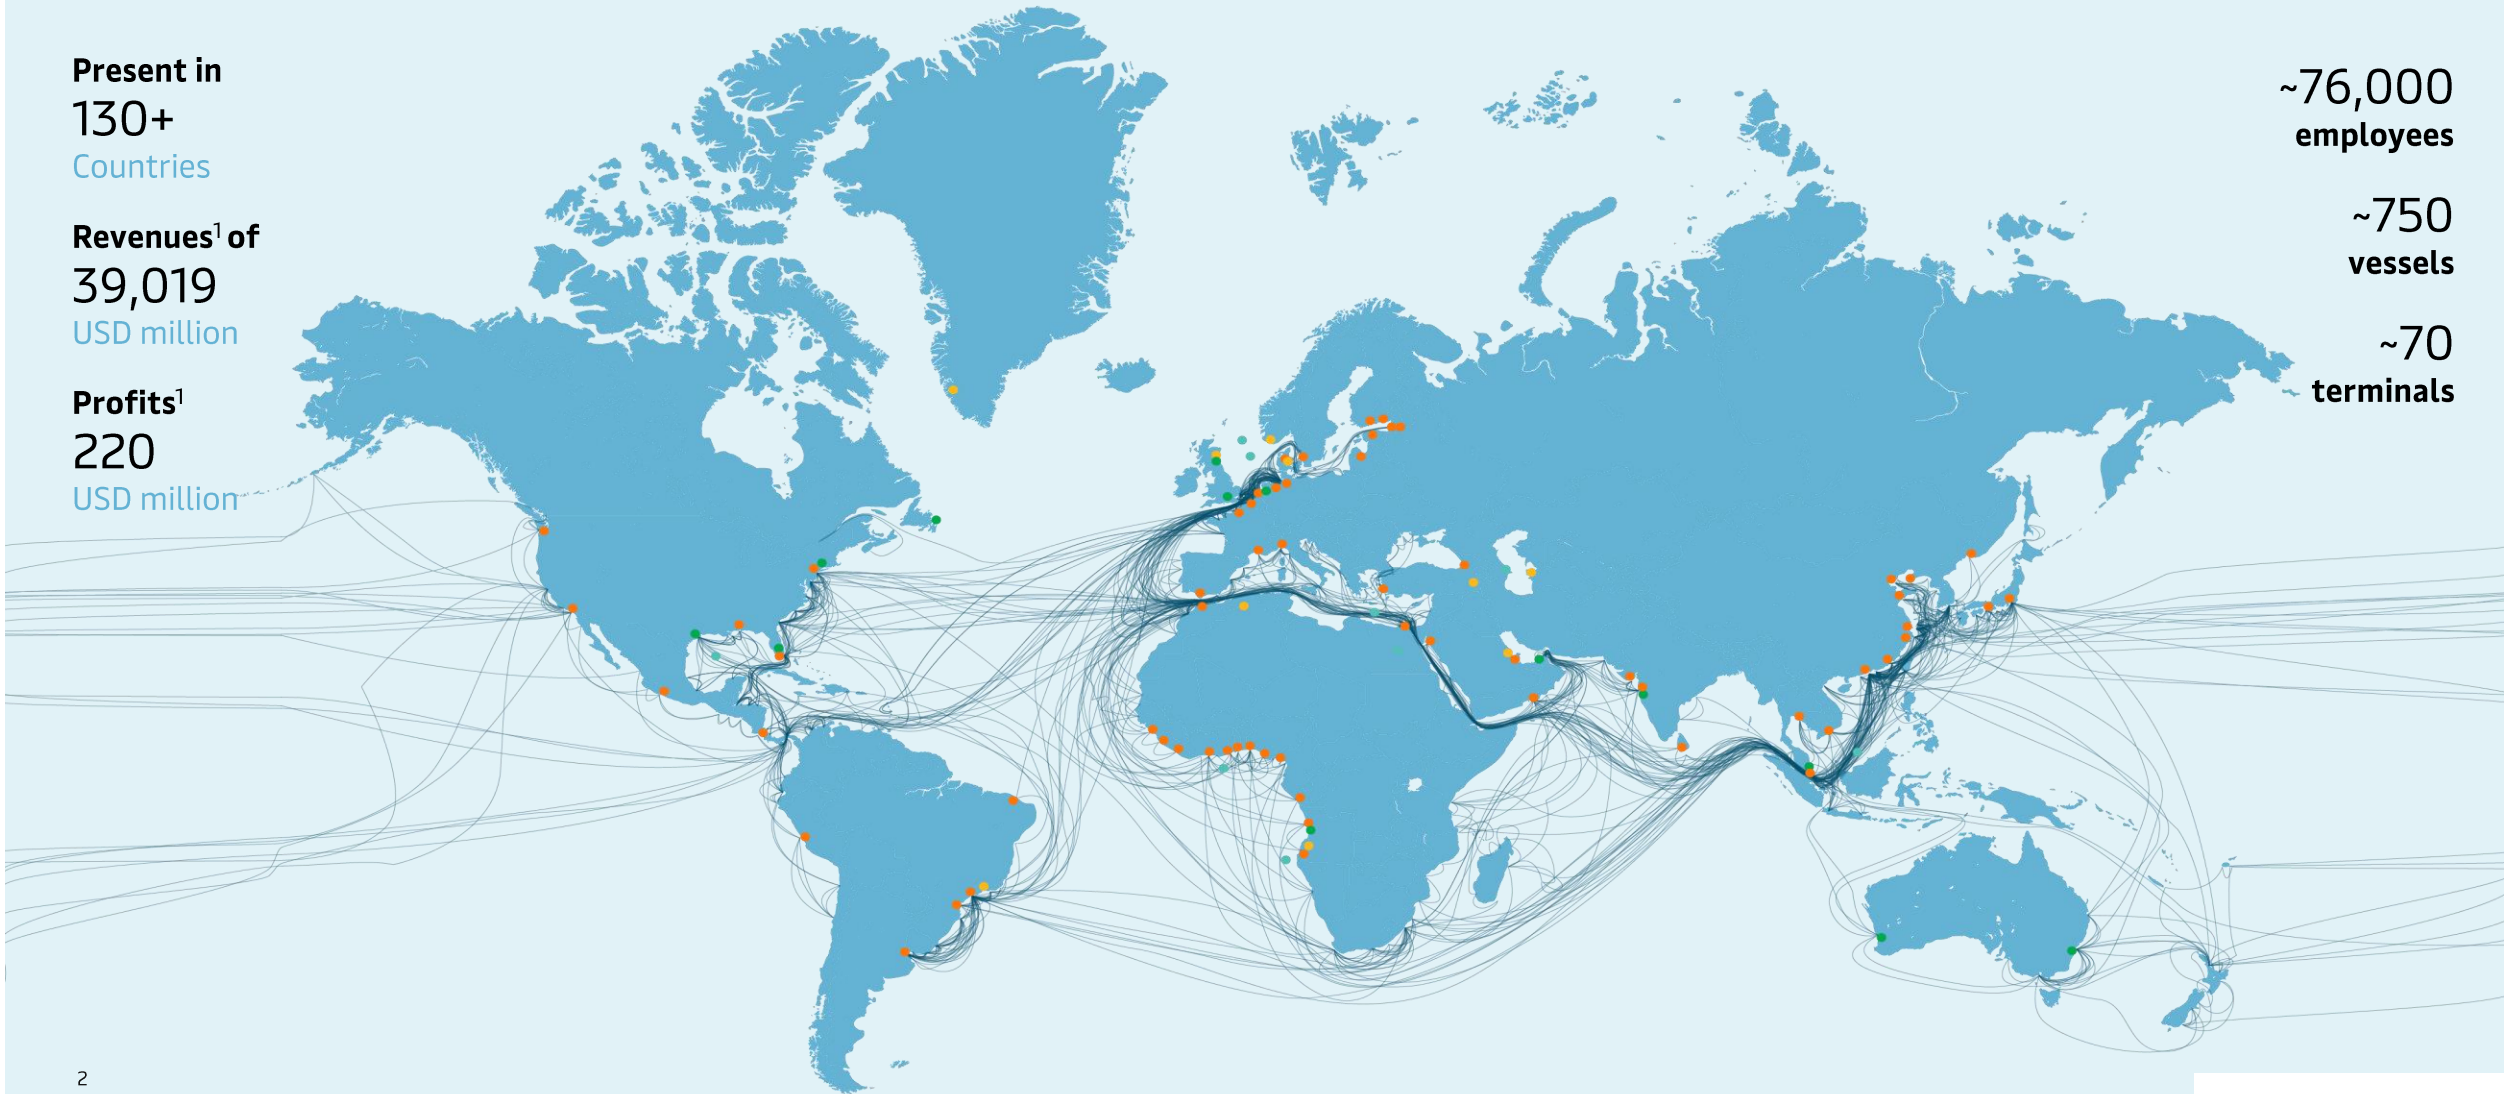 Present in
130+
Countries
Revenues¹ of
39,019
USD million
Profits¹
220
USD million
~76,000
employees
~750
vessels
~70
terminals
2